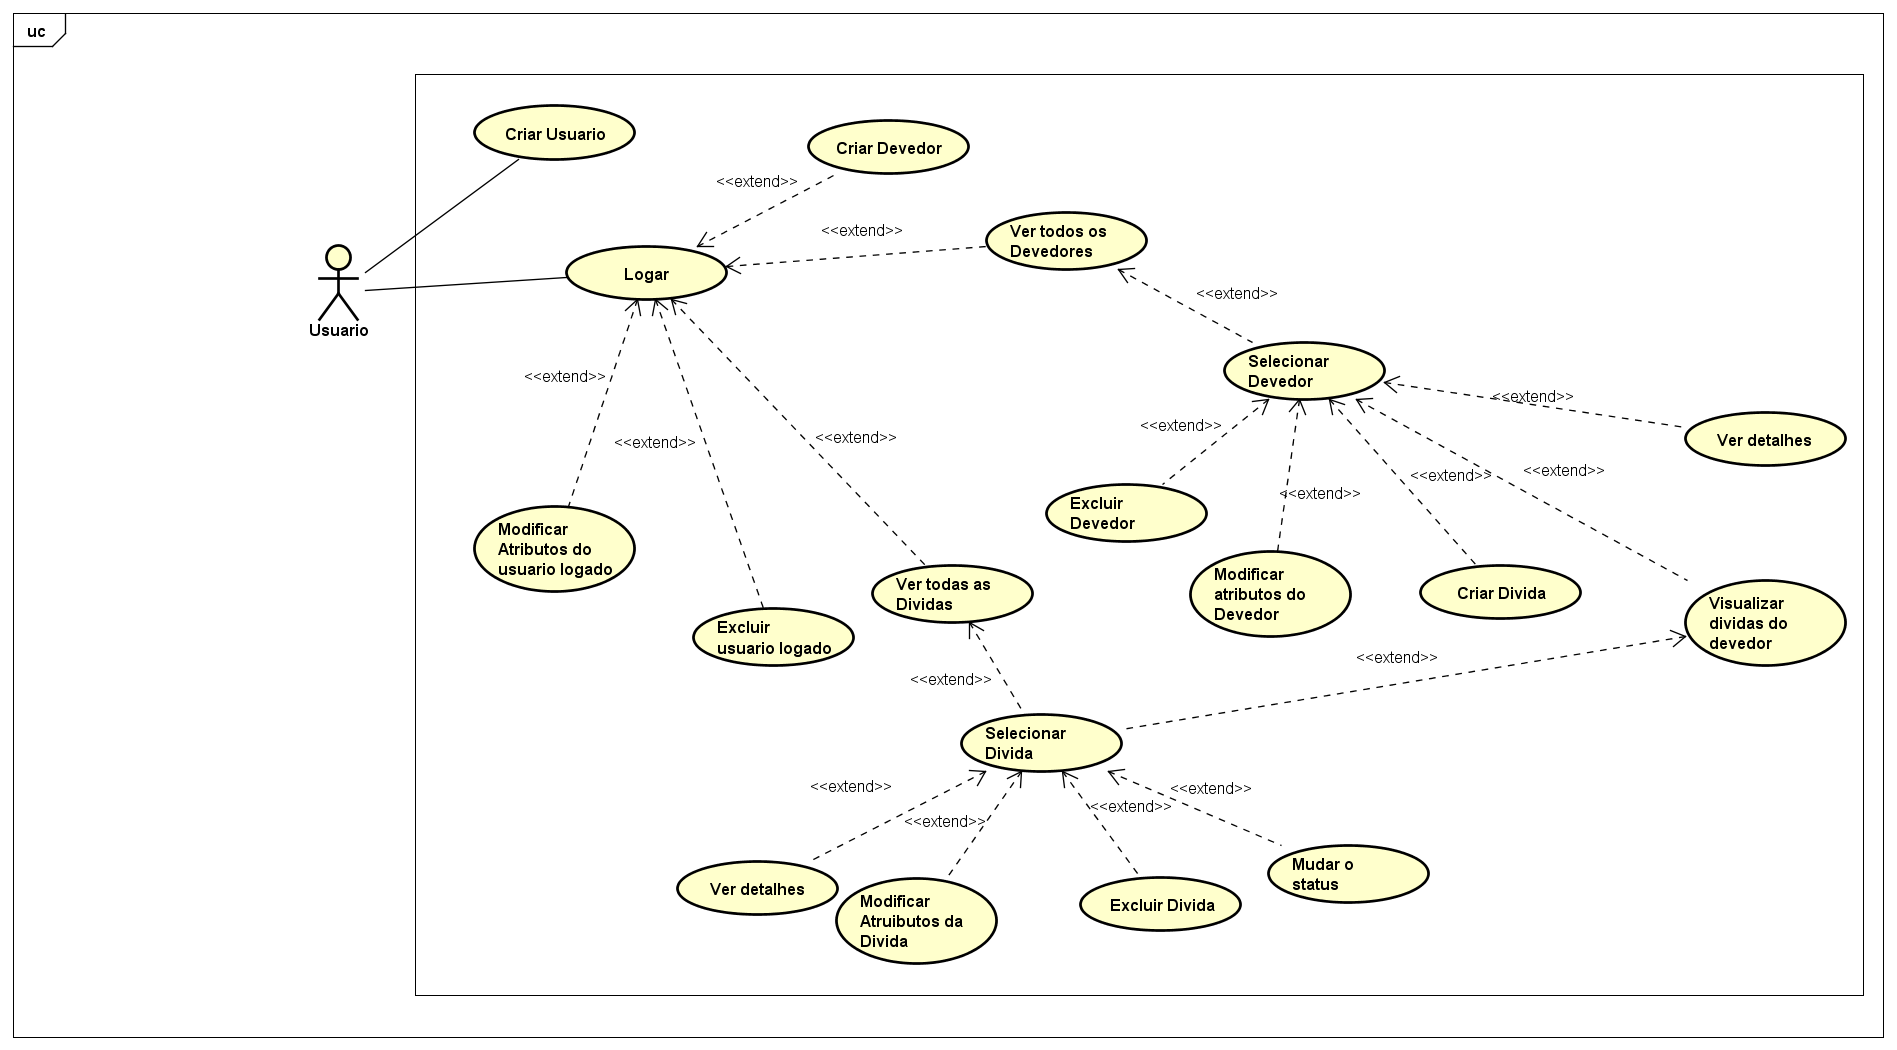 uc
Criar Usuario
Criar Devedor
<<extend>>
Ver todos os
Devedores
<<extend>>
Logar
Usuario
<<extend>>
Selecionar
Devedor
<<extend>>
<<extend>>
Ver detalhes
<<extend>>
<<extend>>
<<extend>>
<<extend>>
<<extend>>
<<extend>>
<<extend>>
Excluir
Devedor
Modificar
Atributos do
usuario logado
Ver todas as
Dividas
Modificar
atributos do
Devedor
Criar Divida
Visualizar
dividas do
devedor
Excluir
usuario logado
<<extend>>
<<extend>>
Selecionar
Divida
<<extend>>
<<extend>>
<<extend>>
<<extend>>
Mudar o
status
Ver detalhes
Modificar
Atruibutos da
Divida
Excluir Divida